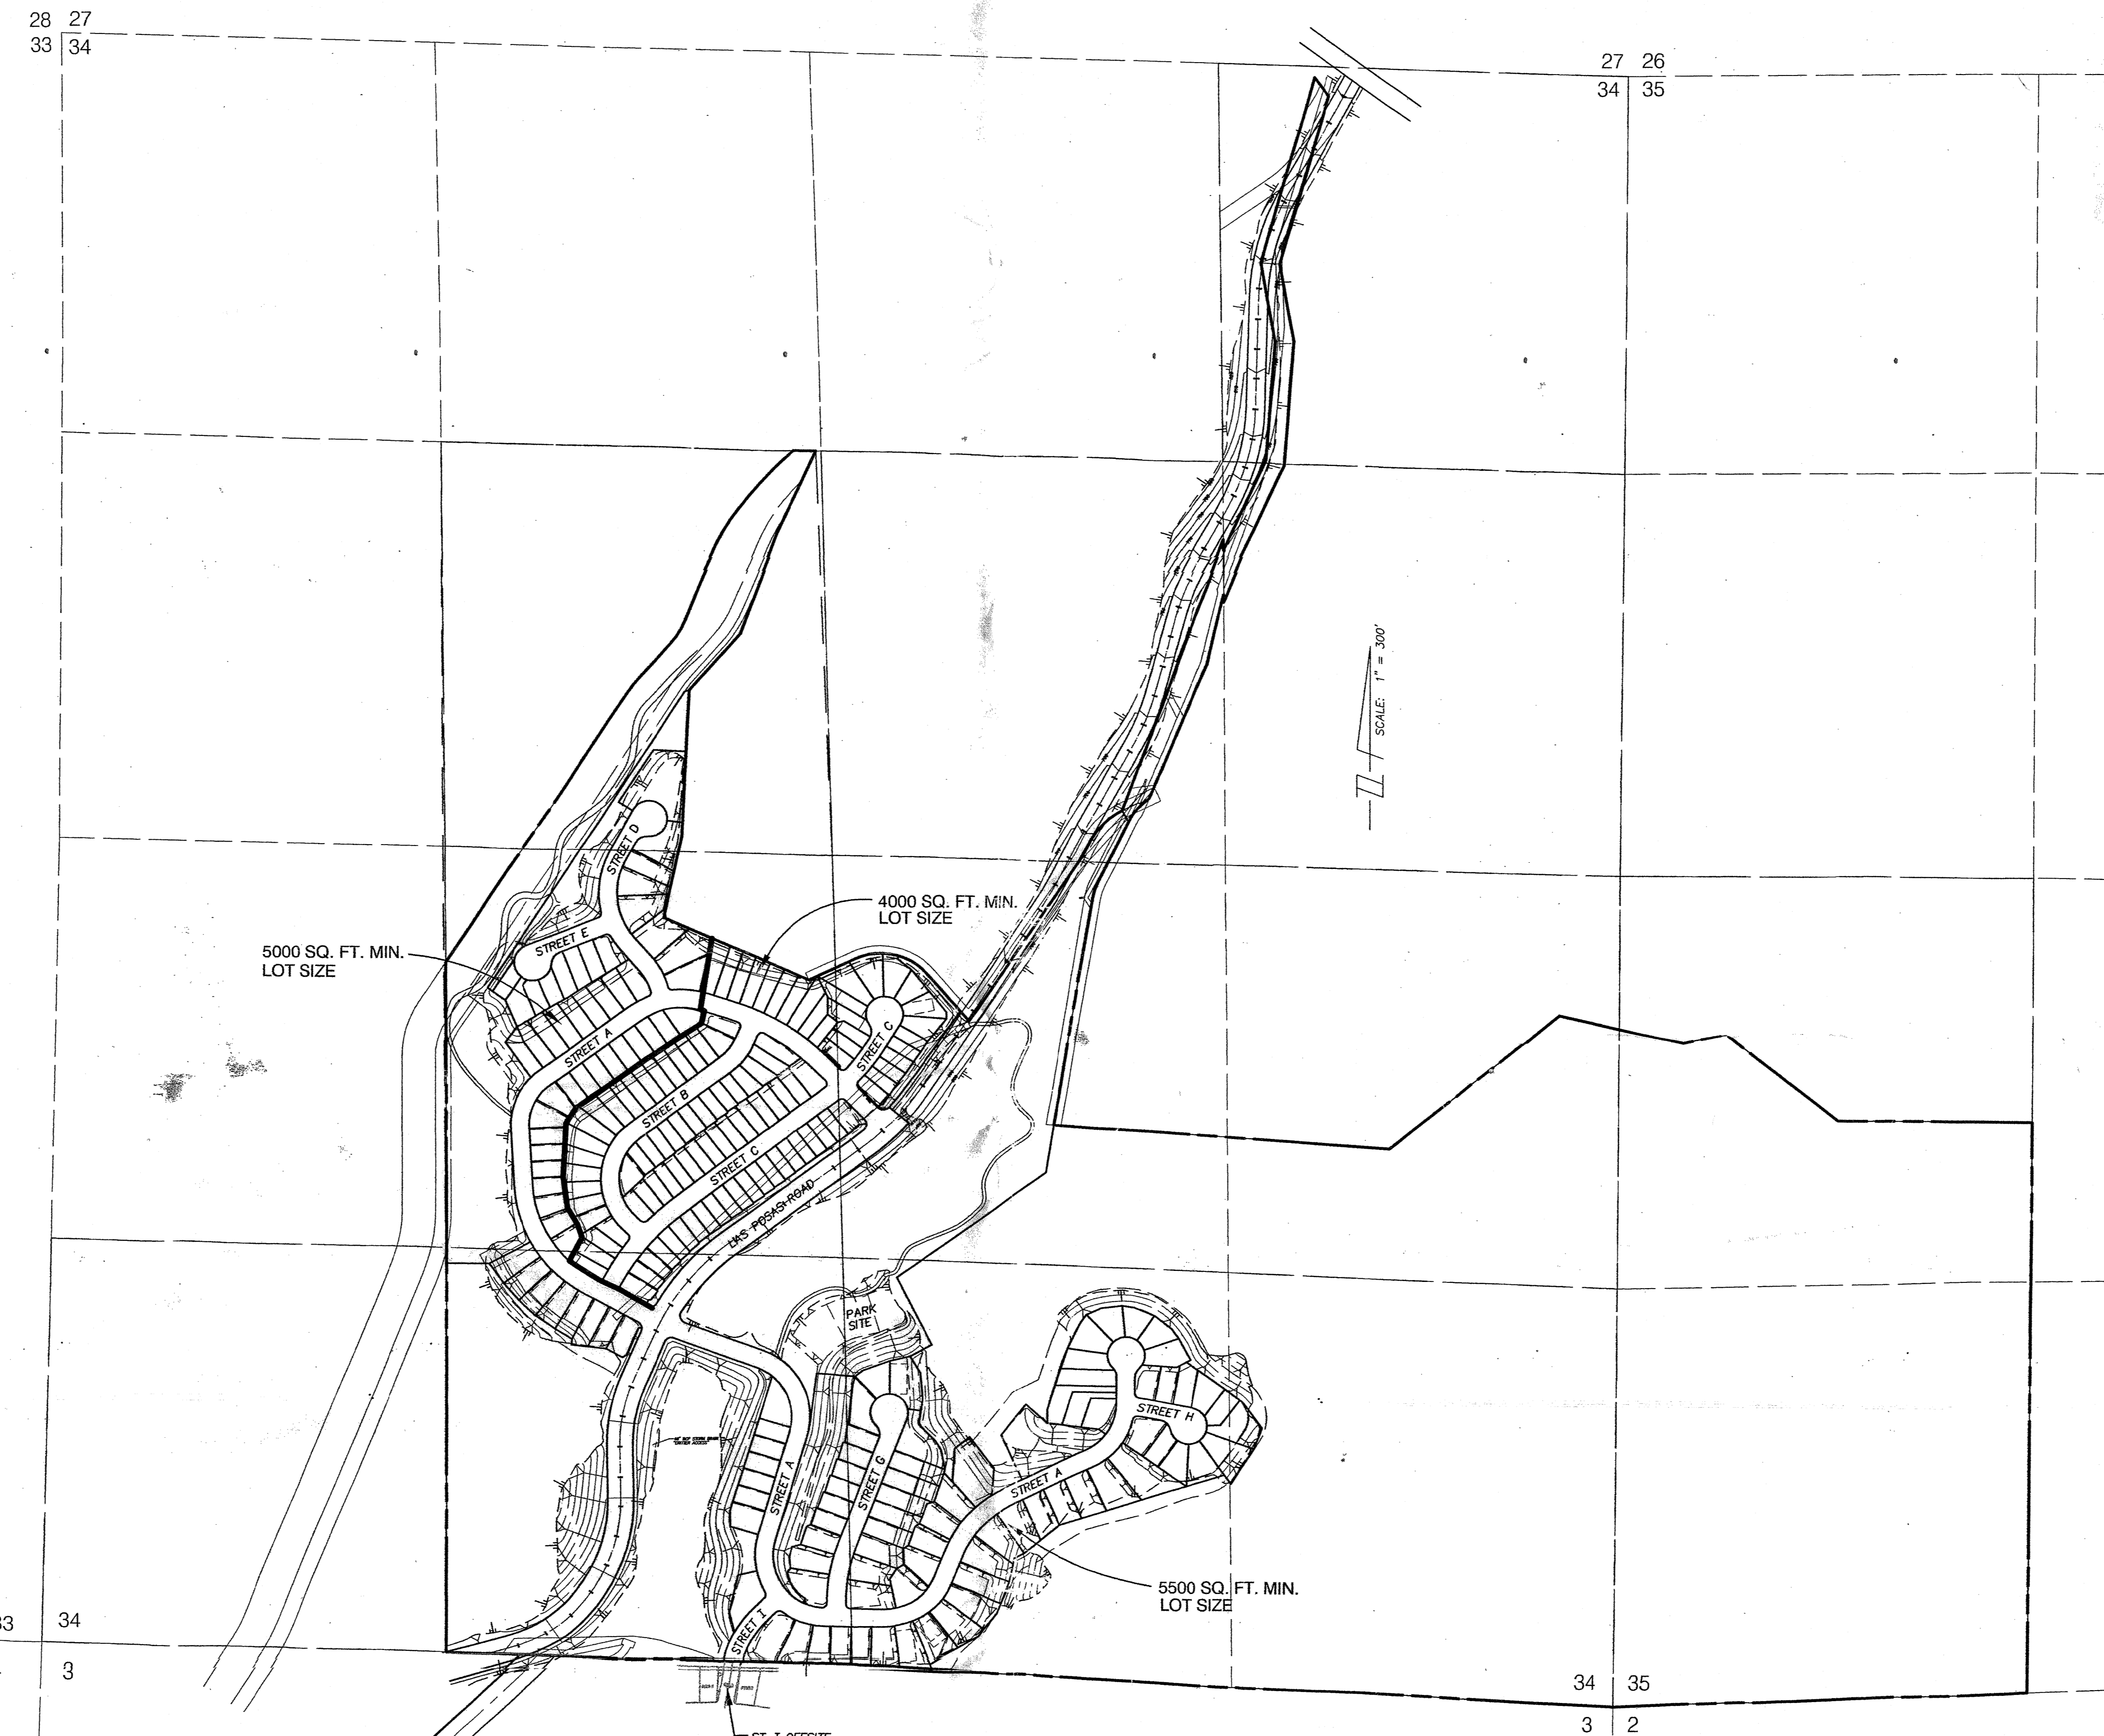 28 27
33 34
27 26
34 35
SCALE: 1" = 300'
STREET D
4000 SQ. FT. MIN.
LOT SIZE
STREET E
5000 SQ. FT. MIN.
LOT SIZE
STREET A
STREET C
STREET B
STREET C
LAS POSAS ROAD
PARK
SITE
STREET H
STREET A
STREET G
STREET A
5500 SQ. FT. MIN.
LOT SIZE
STREET I
33 34
3
34 35
3 2
ST. I OFFSITE